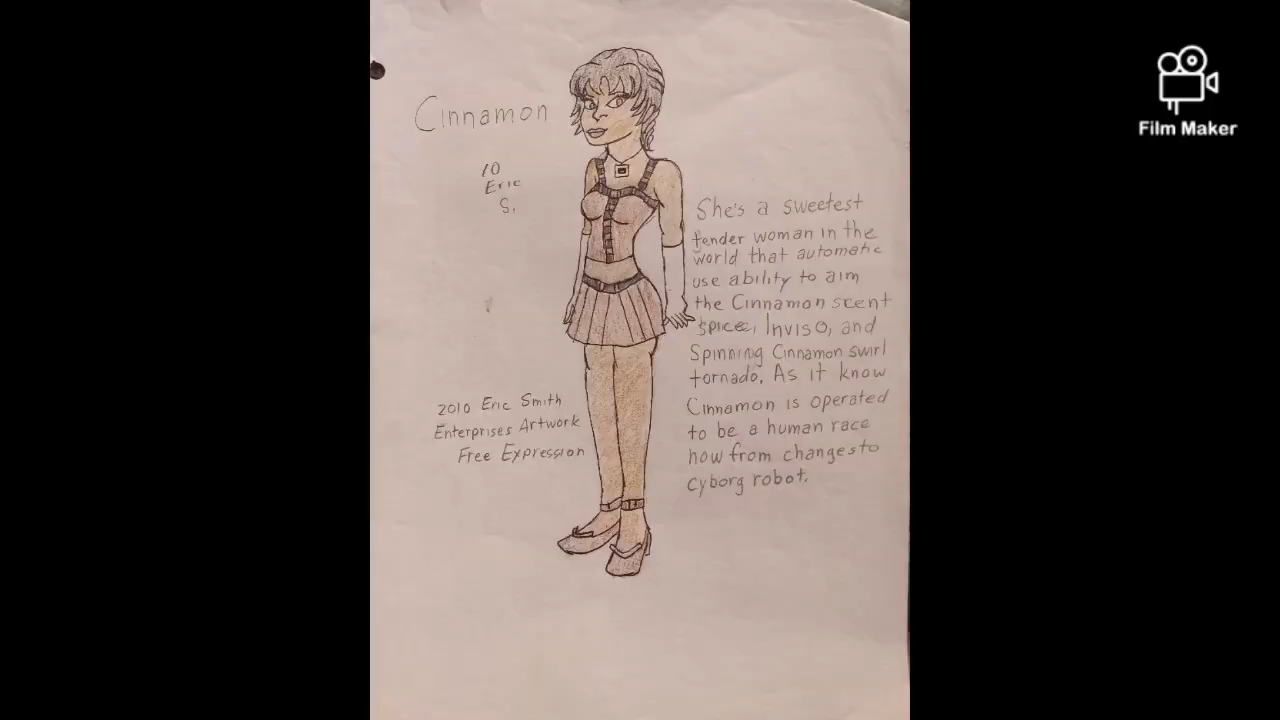 Cinnamon
10
Eric
S.
She's a sweetest
tender woman in the
world that automatic
use ability to aim
the Cinnamon scent
spice, Inviso, and
Spinning Cinnamon swirl
tornado. As it know
Cinnamon is operated
to be a human race
how from changes to
cyborg robot.
2010 Eric Smith
Enterprises Artwork
Free Expression
Film Maker